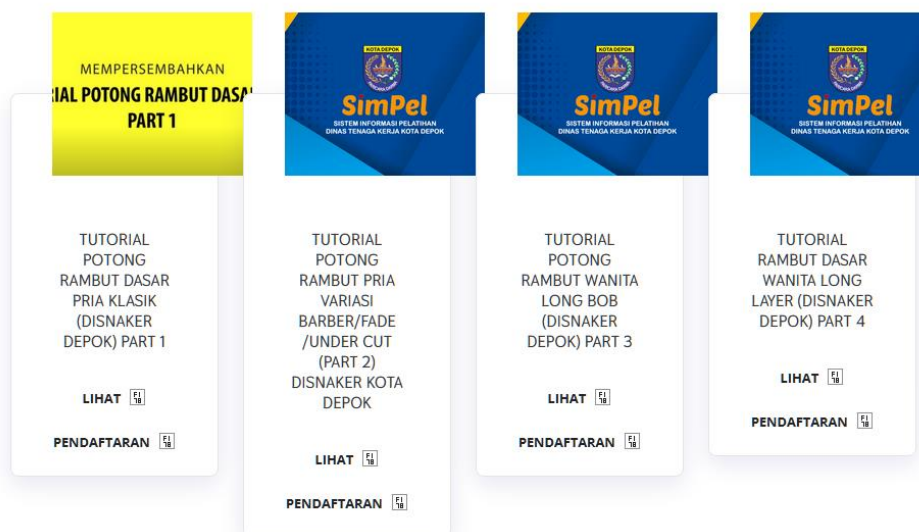 MEMPERSEMBAHKAN
IAL POTONG RAMBUT DASA
PART 1
TUTORIAL
POTONG
RAMBUT DASAR
PRIA KLASIK
(DISNAKER
DEPOK) PART 1
LIHAT
PENDAFTARAN
KOTA DEPOK
SimPel
SISTEM INFORMASI PELATIHAN
DINAS TENAGA KERJA KOTA DEPOK
TUTORIAL
POTONG
RAMBUT PRIA
VARIASI
BARBER/FADE
/UNDER CUT
(PART 2)
DISNAKER KOTA
DEPOK
LIHAT
PENDAFTARAN
KOTA DEPOK
SimPel
SISTEM INFORMASI PELATIHAN
DINAS TENAGA KERJA KOTA DEPOK
TUTORIAL
POTONG
RAMBUT WANITA
LONG BOB
(DISNAKER
DEPOK) PART 3
LIHAT
PENDAFTARAN
KOTA DEPOK
SimPel
SISTEM INFORMASI PELATIHAN
DINAS TENAGA KERJA KOTA DEPOK
TUTORIAL
RAMBUT DASAR
WANITA LONG
LAYER (DISNAKER
DEPOK) PART 4
LIHAT
PENDAFTARAN